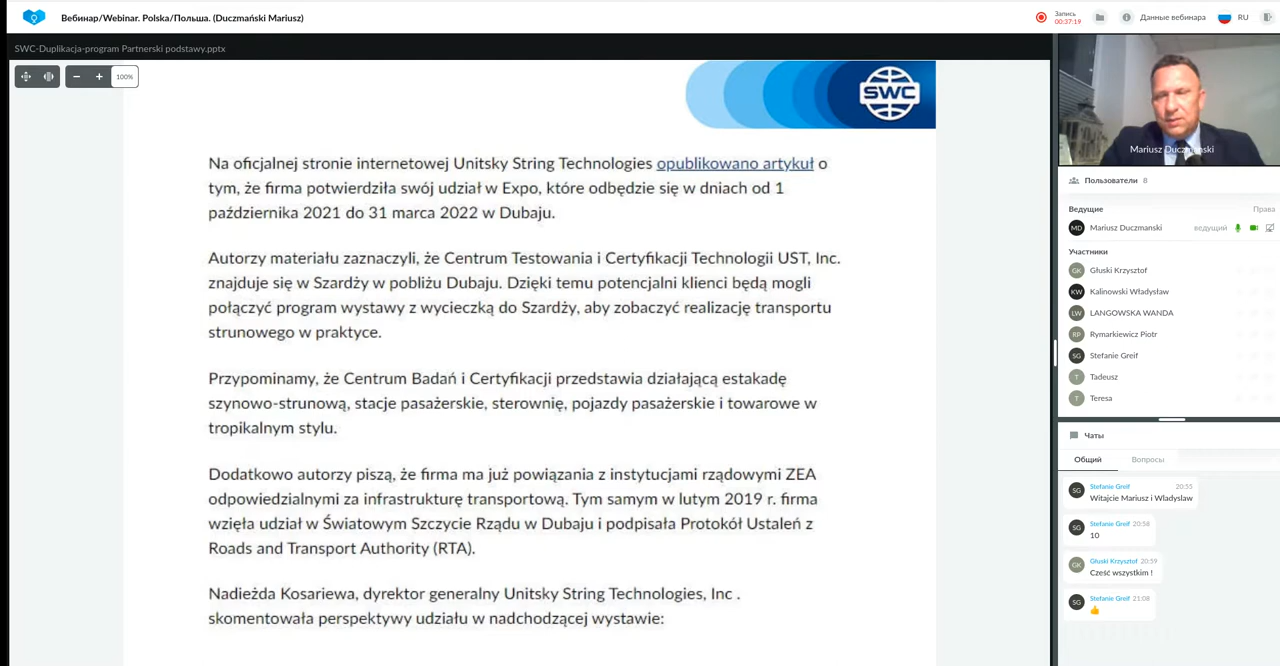 Вебинар/Webinar. Polska/Польша. (Duczmański Mariusz)
Запись
00:37:19
Данные вебинара
RU
SWC-Duplikacja-program Partnerski podstawy.pptx
100%
SWC
Na oficjalnej stronie internetowej Unitsky String Technologies opublikowano artykuł o
tym, że firma potwierdziła swój udział w Expo, które odbędzie się w dniach od 1
października 2021 do 31 marca 2022 w Dubaju.
Autorzy materiału zaznaczyli, że Centrum Testowania i Certyfikacji Technologii UST, Inc.
znajduje się w Szardży w pobliżu Dubaju. Dzięki temu potencjalni klienci będą mogli
połączyć program wystawy z wycieczką do Szardży, aby zobaczyć realizację transportu
strunowego w praktyce.
Przypominamy, że Centrum Badań i Certyfikacji przedstawia działającą estakadę
szynowo-strunową, stacje pasażerskie, sterownię, pojazdy pasażerskie i towarowe w
tropikalnym stylu.
Dodatkowo autorzy piszą, że firma ma już powiązania z instytucjami rządowymi ZEA
odpowiedzialnymi za infrastrukturę transportową. Tym samym w lutym 2019 r. firma
wzięła udział w Światowym Szczycie Rządu w Dubaju i podpisała Protokół Ustaleń z
Roads and Transport Authority (RTA).
Nadieżda Kosariewa, dyrektor generalny Unitsky String Technologies, Inc .
skomentowała perspektywy udziału w nadchodzącej wystawie:
Mariusz Duczmanski
Пользователи 8
Ведущие Права
MD Mariusz Duczmanski ведущий
Участники
GK Głuski Krzysztof
KW Kalinowski Władysław
LW LANGOWSKA WANDA
RP Rymarkiewicz Piotr
SG Stefanie Greif
T Tadeusz
T Teresa
Чаты
Общий Вопросы
SG Stefanie Greif 20:55
Witajcie Mariusz i Wladyslaw
SG Stefanie Greif 20:58
10
GK Głuski Krzysztof 20:59
Cześć wszystkim !
SG Stefanie Greif 21:08
👍